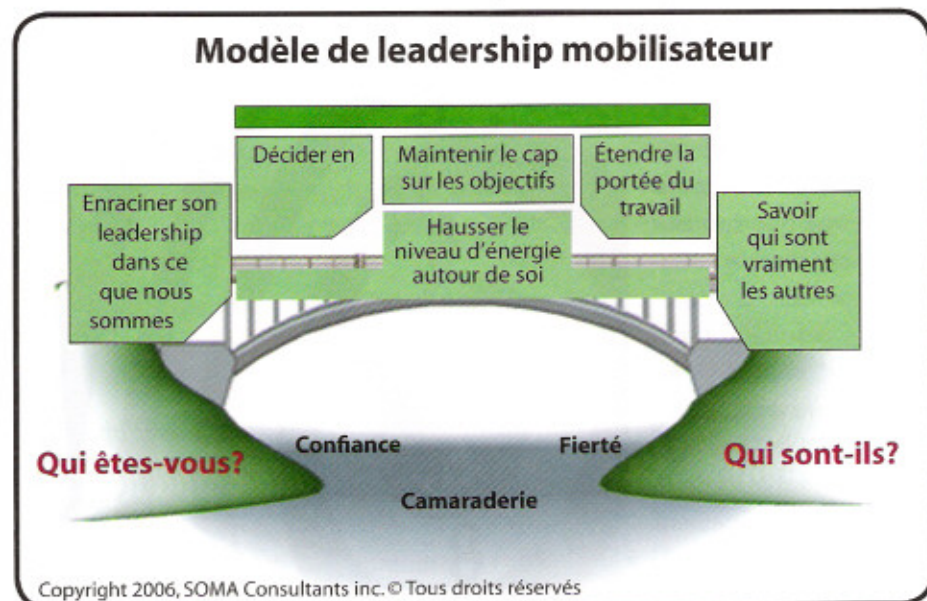 Modèle de leadership mobilisateur
Décider en
Maintenir le cap
sur les objectifs
Étendre la
portée du
travail
Enraciner son
leadership
dans ce
que nous
sommes
Hausser le
niveau d'énergie
autour de soi
Savoir
qui sont
vraiment
les autres
Confiance
Fierté
Qui êtes-vous?
Qui sont-ils?
Camaraderie
Copyright 2006, SOMA Consultants inc. © Tous droits réservés